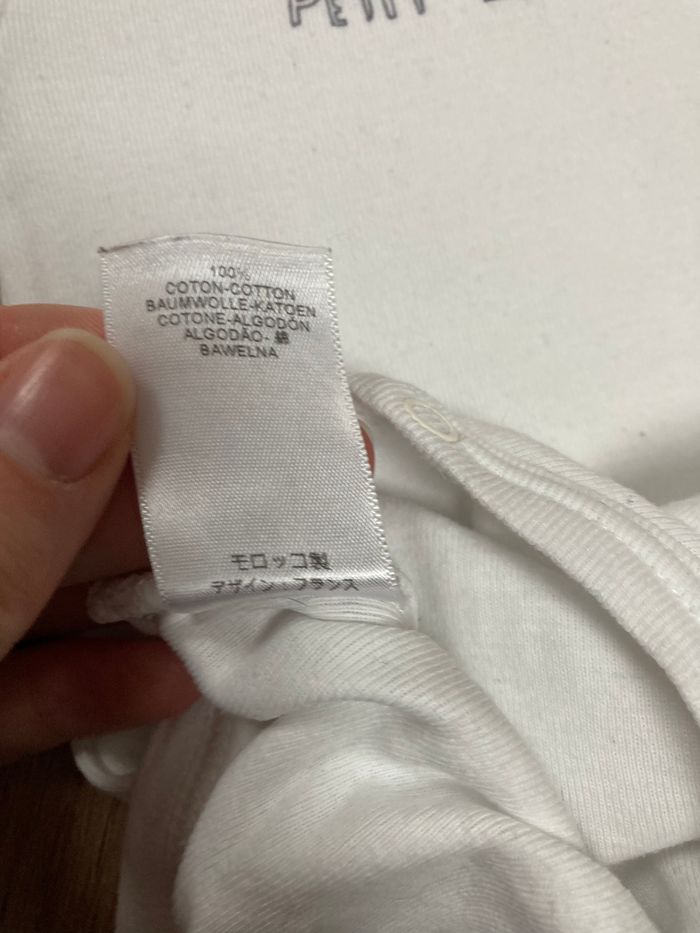 PETIT
100%
COTON-COTTON
BAUMWOLLE-KATOEN
COTONE-ALGODÓN
ALGODÃO- 綿
BAWELNA
モロッコ製
デザイン・フランス